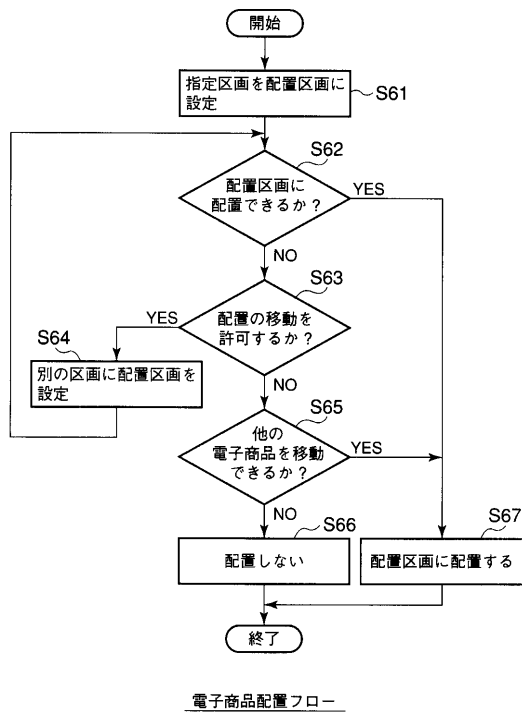 開始
指定区画を配置区画に
設定
S61
S62
配置区画に
配置できるか？
YES
NO
S63
配置の移動を
許可するか？
YES
S64
別の区画に配置区画を
設定
NO
S65
他の
電子商品を移動
できるか？
YES
NO
S66
配置しない
S67
配置区画に配置する
終了
電子商品配置フロー